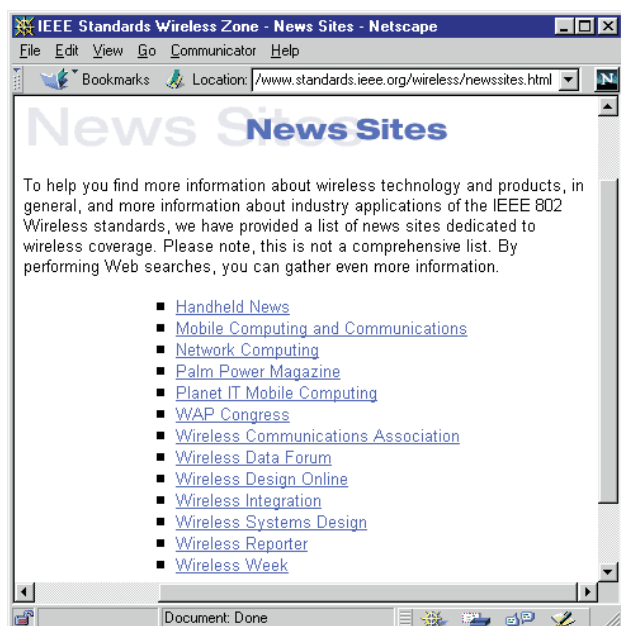 IEEE Standards Wireless Zone - News Sites - Netscape
File Edit View Go Communicator Help
Bookmarks Location: /www.standards.ieee.org/wireless/newssites.html N
News S
News Sites
To help you find more information about wireless technology and products, in
general, and more information about industry applications of the IEEE 802
Wireless standards, we have provided a list of news sites dedicated to
wireless coverage. Please note, this is not a comprehensive list. By
performing Web searches, you can gather even more information.
Handheld News
Mobile Computing and Communications
Network Computing
Palm Power Magazine
Planet IT Mobile Computing
WAP Congress
Wireless Communications Association
Wireless Data Forum
Wireless Design Online
Wireless Integration
Wireless Systems Design
Wireless Reporter
Wireless Week
Document: Done